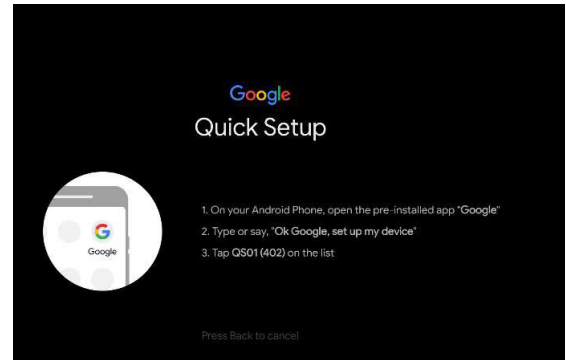 Google
Quick Setup
1. On your Android Phone, open the pre-installed app "Google"
2. Type or say, "Ok Google, set up my device"
3. Tap QS01 (402) on the list
G
Google
Press Back to cancel